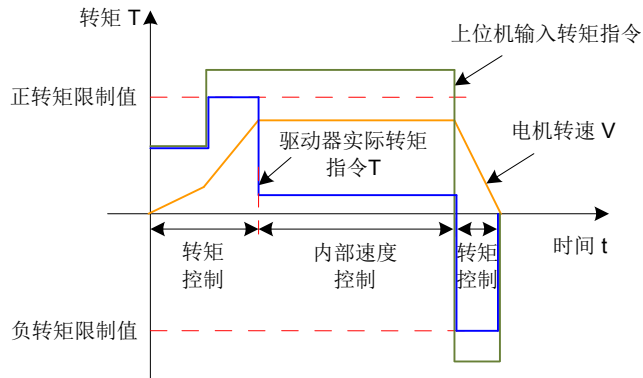 转矩 T
上位机输入转矩指令
正转矩限制值
电机转速 V
驱动器实际转矩
指令T
时间 t
转矩
控制
内部速度
控制
转矩
控制
负转矩限制值